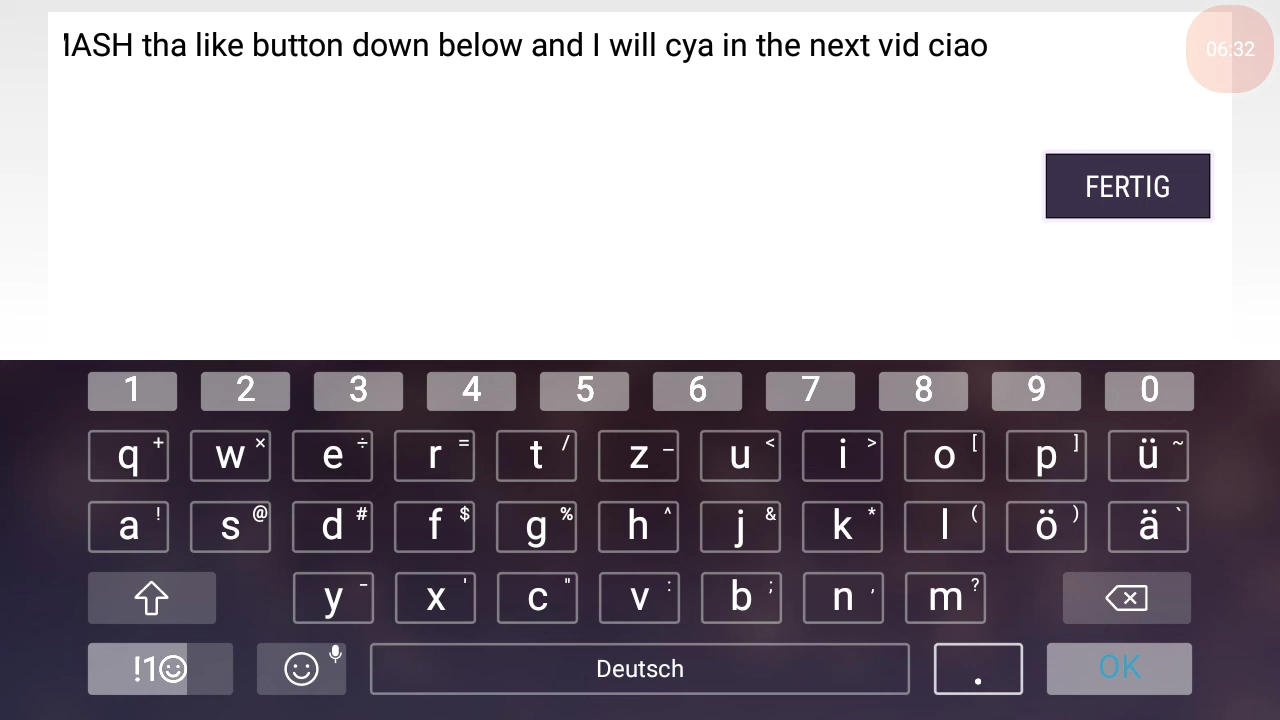 MASH tha like button down below and I will cya in the next vid ciao
06:32
FERTIG
1 2 3 4 5 6 7 8 9 0
q + w × e ÷ r = t / z _ u < i > o [ p ] ü ~
a ! s @ d # f $ g % h ^ j & k * l ( ö ) ä `
y - x ' c " v : b ; n , m ?
!1☺ Deutsch . OK